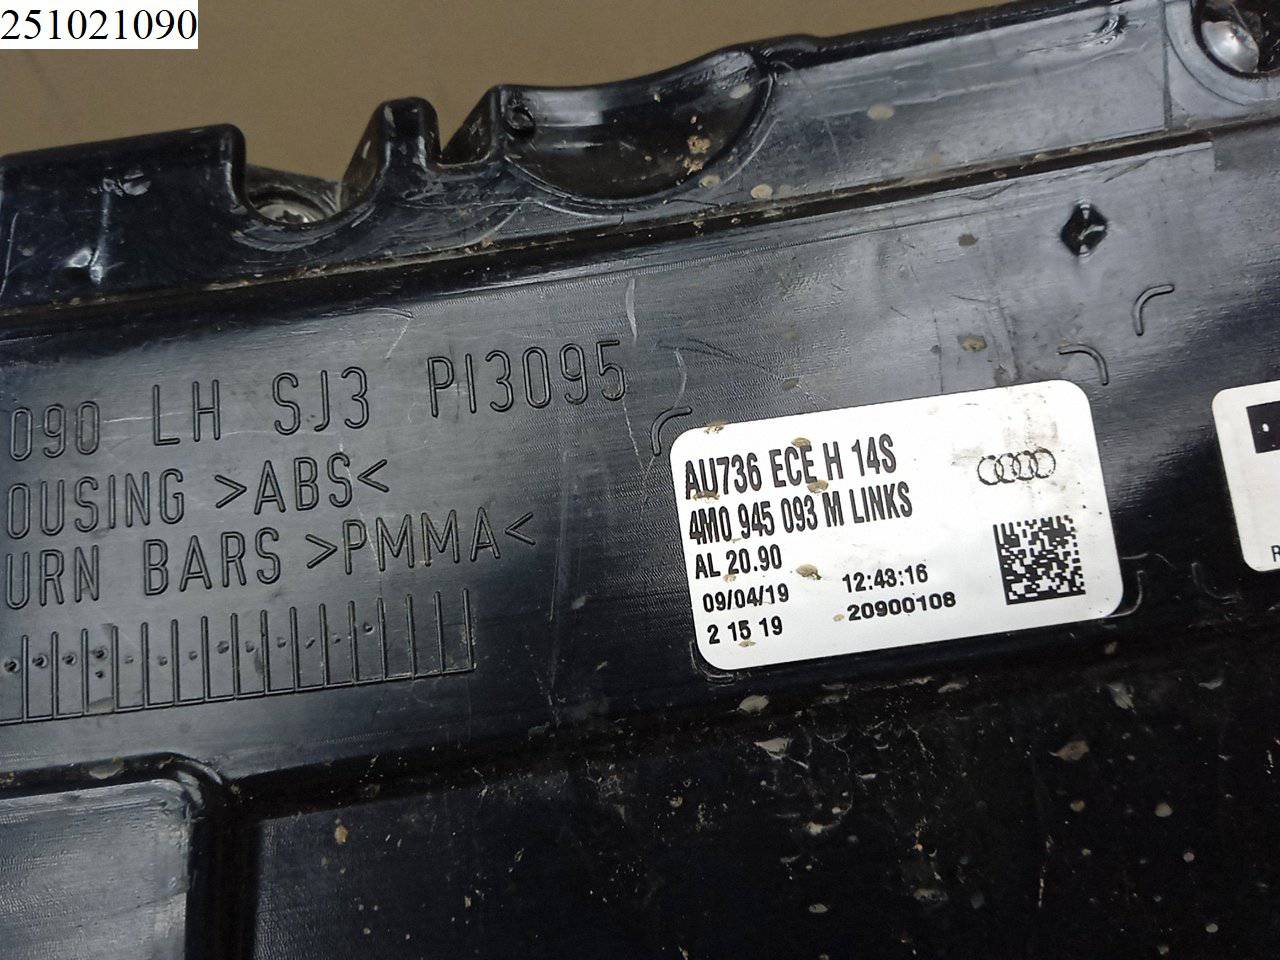 251021090
090 LH SJ3 PI3095
OUSING >ABS<
URN BARS >PMMA<
AU736 ECE H 14S
4M0 945 093 M LINKS
AL 20.90
09/04/19 12:43:16
2 15 19 20900108
R